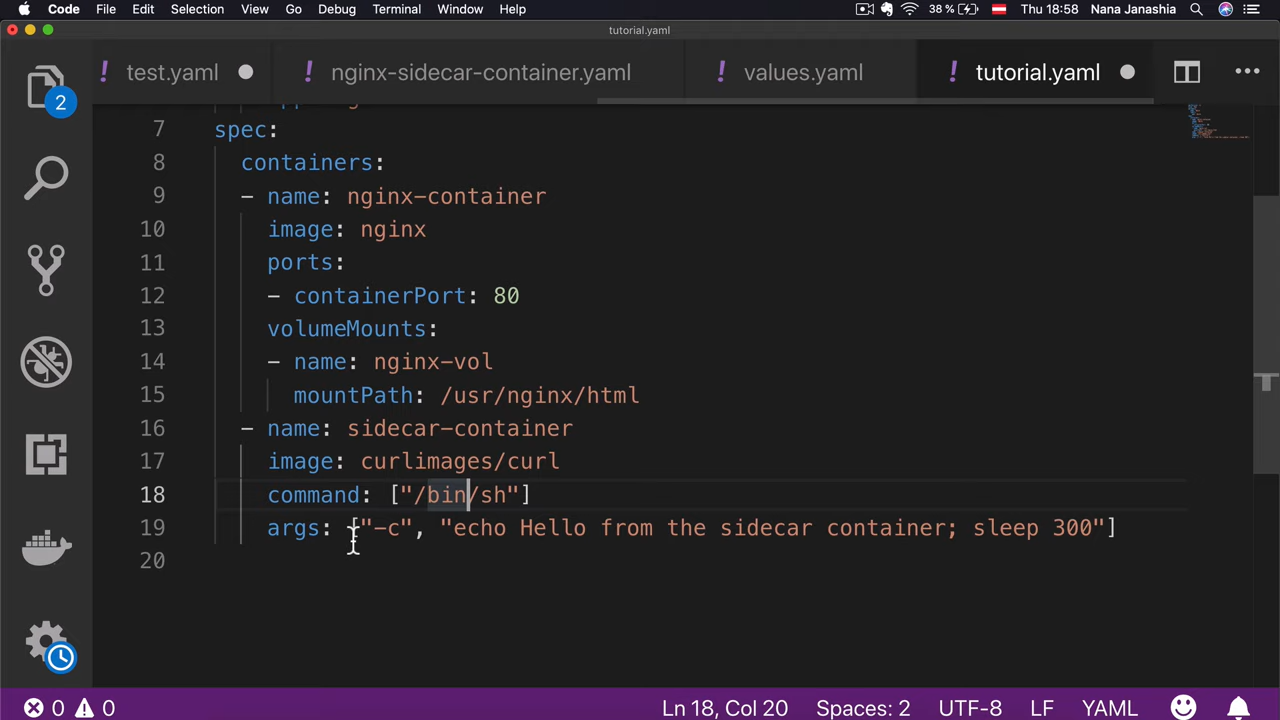 Code File Edit Selection View Go Debug Terminal Window Help 38 % Thu 18:58 Nana Janashia
tutorial.yaml
! test.yaml ! nginx-sidecar-container.yaml ! values.yaml ! tutorial.yaml
2
7 spec:
8 containers:
9 - name: nginx-container
10 image: nginx
11 ports:
12 - containerPort: 80
13 volumeMounts:
14 - name: nginx-vol
15 mountPath: /usr/nginx/html
16 - name: sidecar-container
17 image: curlimages/curl
18 command: ["/bin/sh"]
19 args: ["-c", "echo Hello from the sidecar container; sleep 300"]
20
0 0 Ln 18, Col 20 Spaces: 2 UTF-8 LF YAML